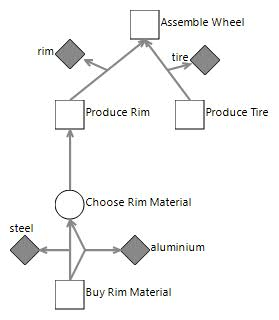 Assemble Wheel
rim
tire
Produce Rim
Produce Tire
Choose Rim Material
steel
aluminium
Buy Rim Material